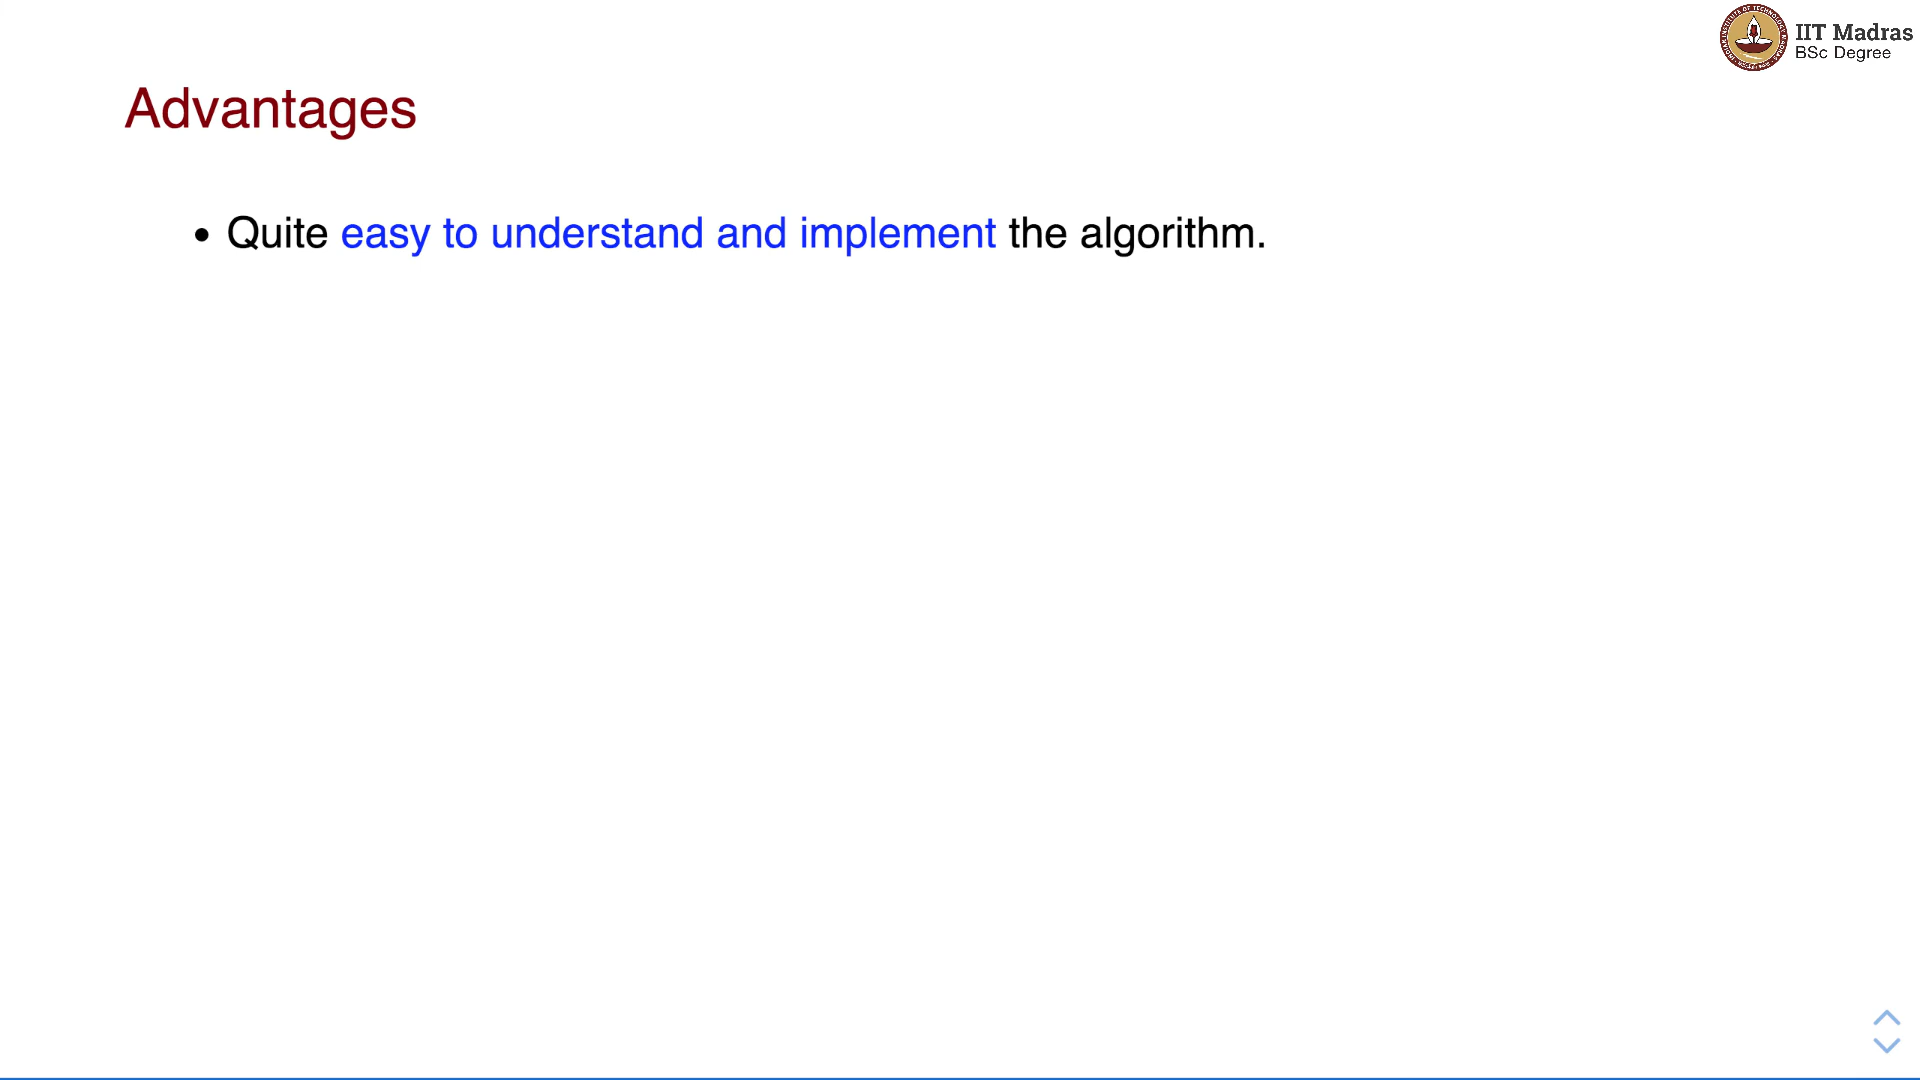 IIT Madras
BSc Degree
Advantages
• Quite easy to understand and implement the algorithm.